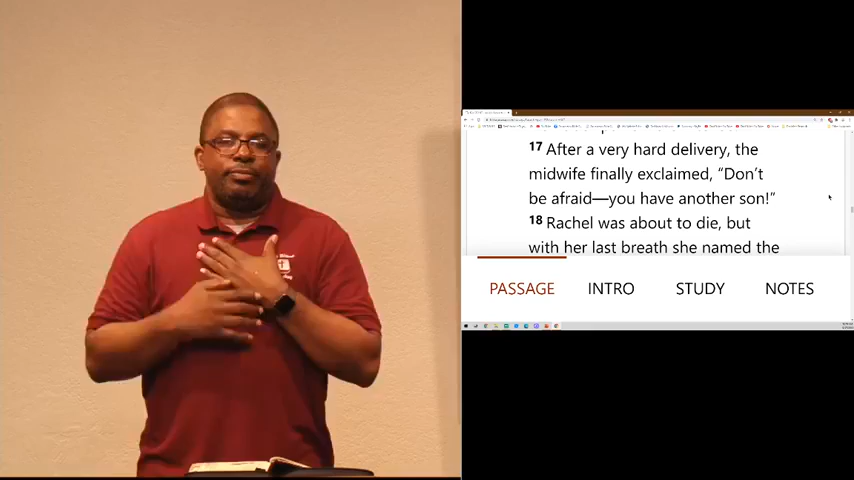 17 After a very hard delivery, the
midwife finally exclaimed, “Don’t
be afraid—you have another son!”
18 Rachel was about to die, but
with her last breath she named the
PASSAGE INTRO STUDY NOTES